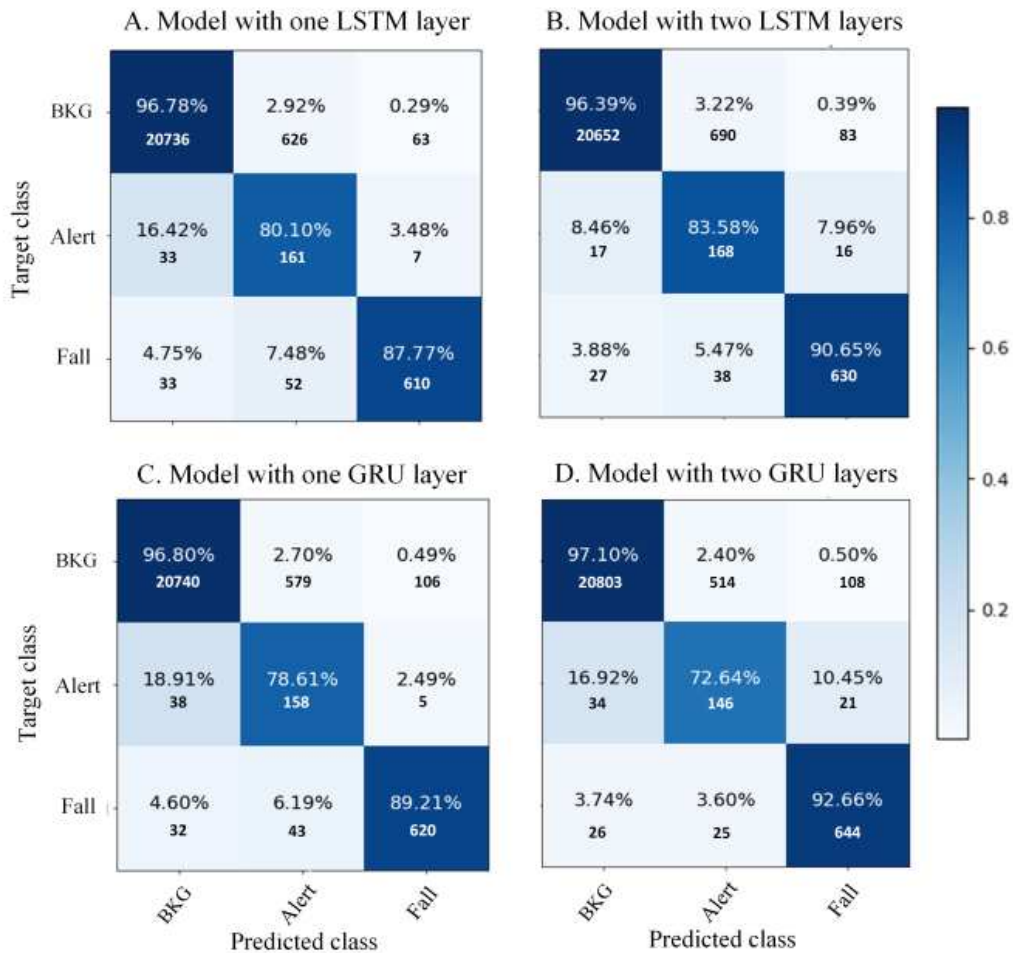 A. Model with one LSTM layer
B. Model with two LSTM layers
BKG
96.78% 2.92% 0.29%
20736 626 63
Alert
16.42% 80.10% 3.48%
33 161 7
Fall
4.75% 7.48% 87.77%
33 52 610
Target class
96.39% 3.22% 0.39%
20652 690 83
8.46% 83.58% 7.96%
17 168 16
3.88% 5.47% 90.65%
27 38 630
0.8
0.6
0.4
0.2
C. Model with one GRU layer
D. Model with two GRU layers
BKG
96.80% 2.70% 0.49%
20740 579 106
Alert
18.91% 78.61% 2.49%
38 158 5
Fall
4.60% 6.19% 89.21%
32 43 620
Target class
97.10% 2.40% 0.50%
20803 514 108
16.92% 72.64% 10.45%
34 146 21
3.74% 3.60% 92.66%
26 25 644
BKG Alert Fall
Predicted class
BKG Alert Fall
Predicted class